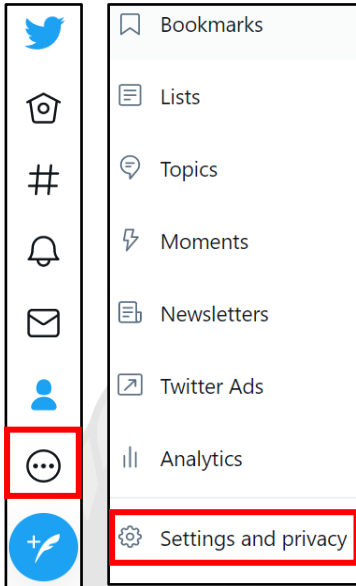 Bookmarks
Lists
Topics
Moments
Newsletters
Twitter Ads
Analytics
Settings and privacy